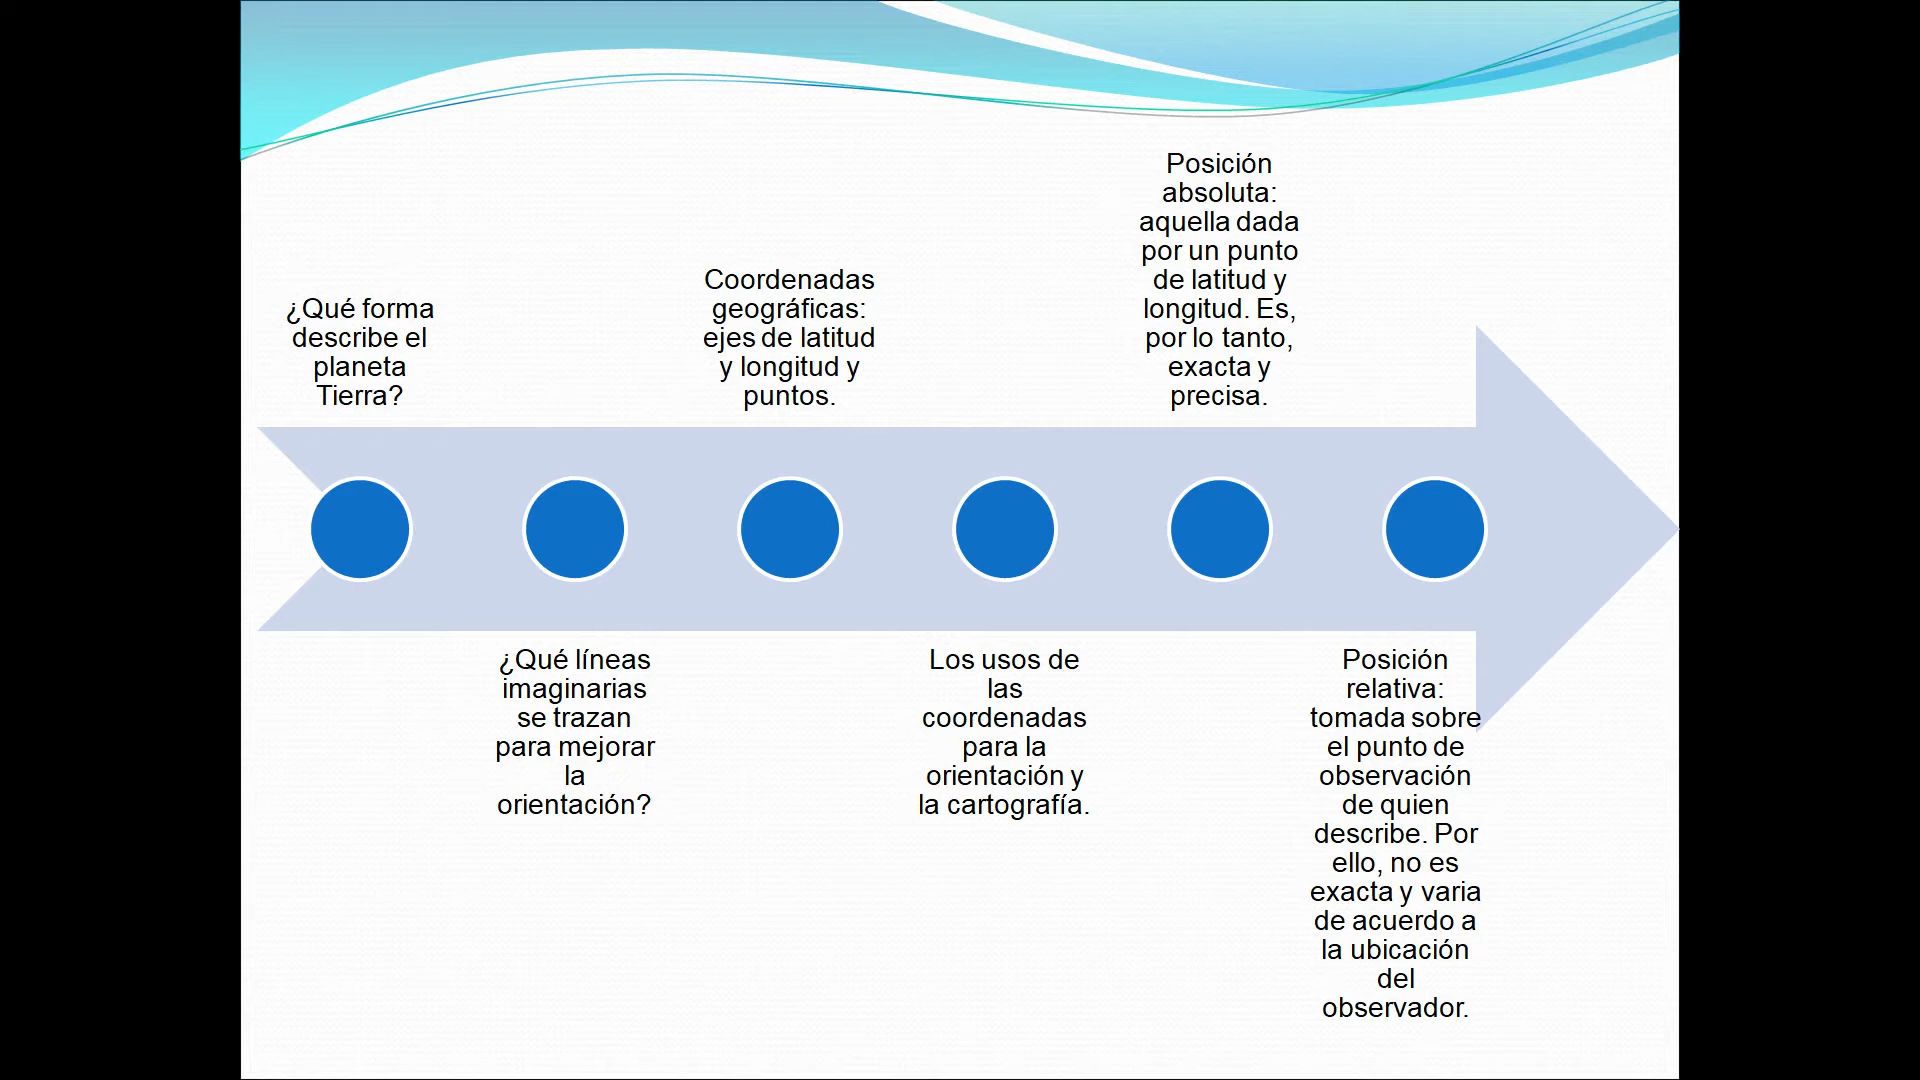 ¿Qué forma
describe el
planeta
Tierra?
¿Qué líneas
imaginarias
se trazan
para mejorar
la
orientación?
Coordenadas
geográficas:
ejes de latitud
y longitud y
puntos.
Los usos de
las
coordenadas
para la
orientación y
la cartografía.
Posición
absoluta:
aquella dada
por un punto
de latitud y
longitud. Es,
por lo tanto,
exacta y
precisa.
Posición
relativa:
tomada sobre
el punto de
observación
de quien
describe. Por
ello, no es
exacta y varia
de acuerdo a
la ubicación
del
observador.